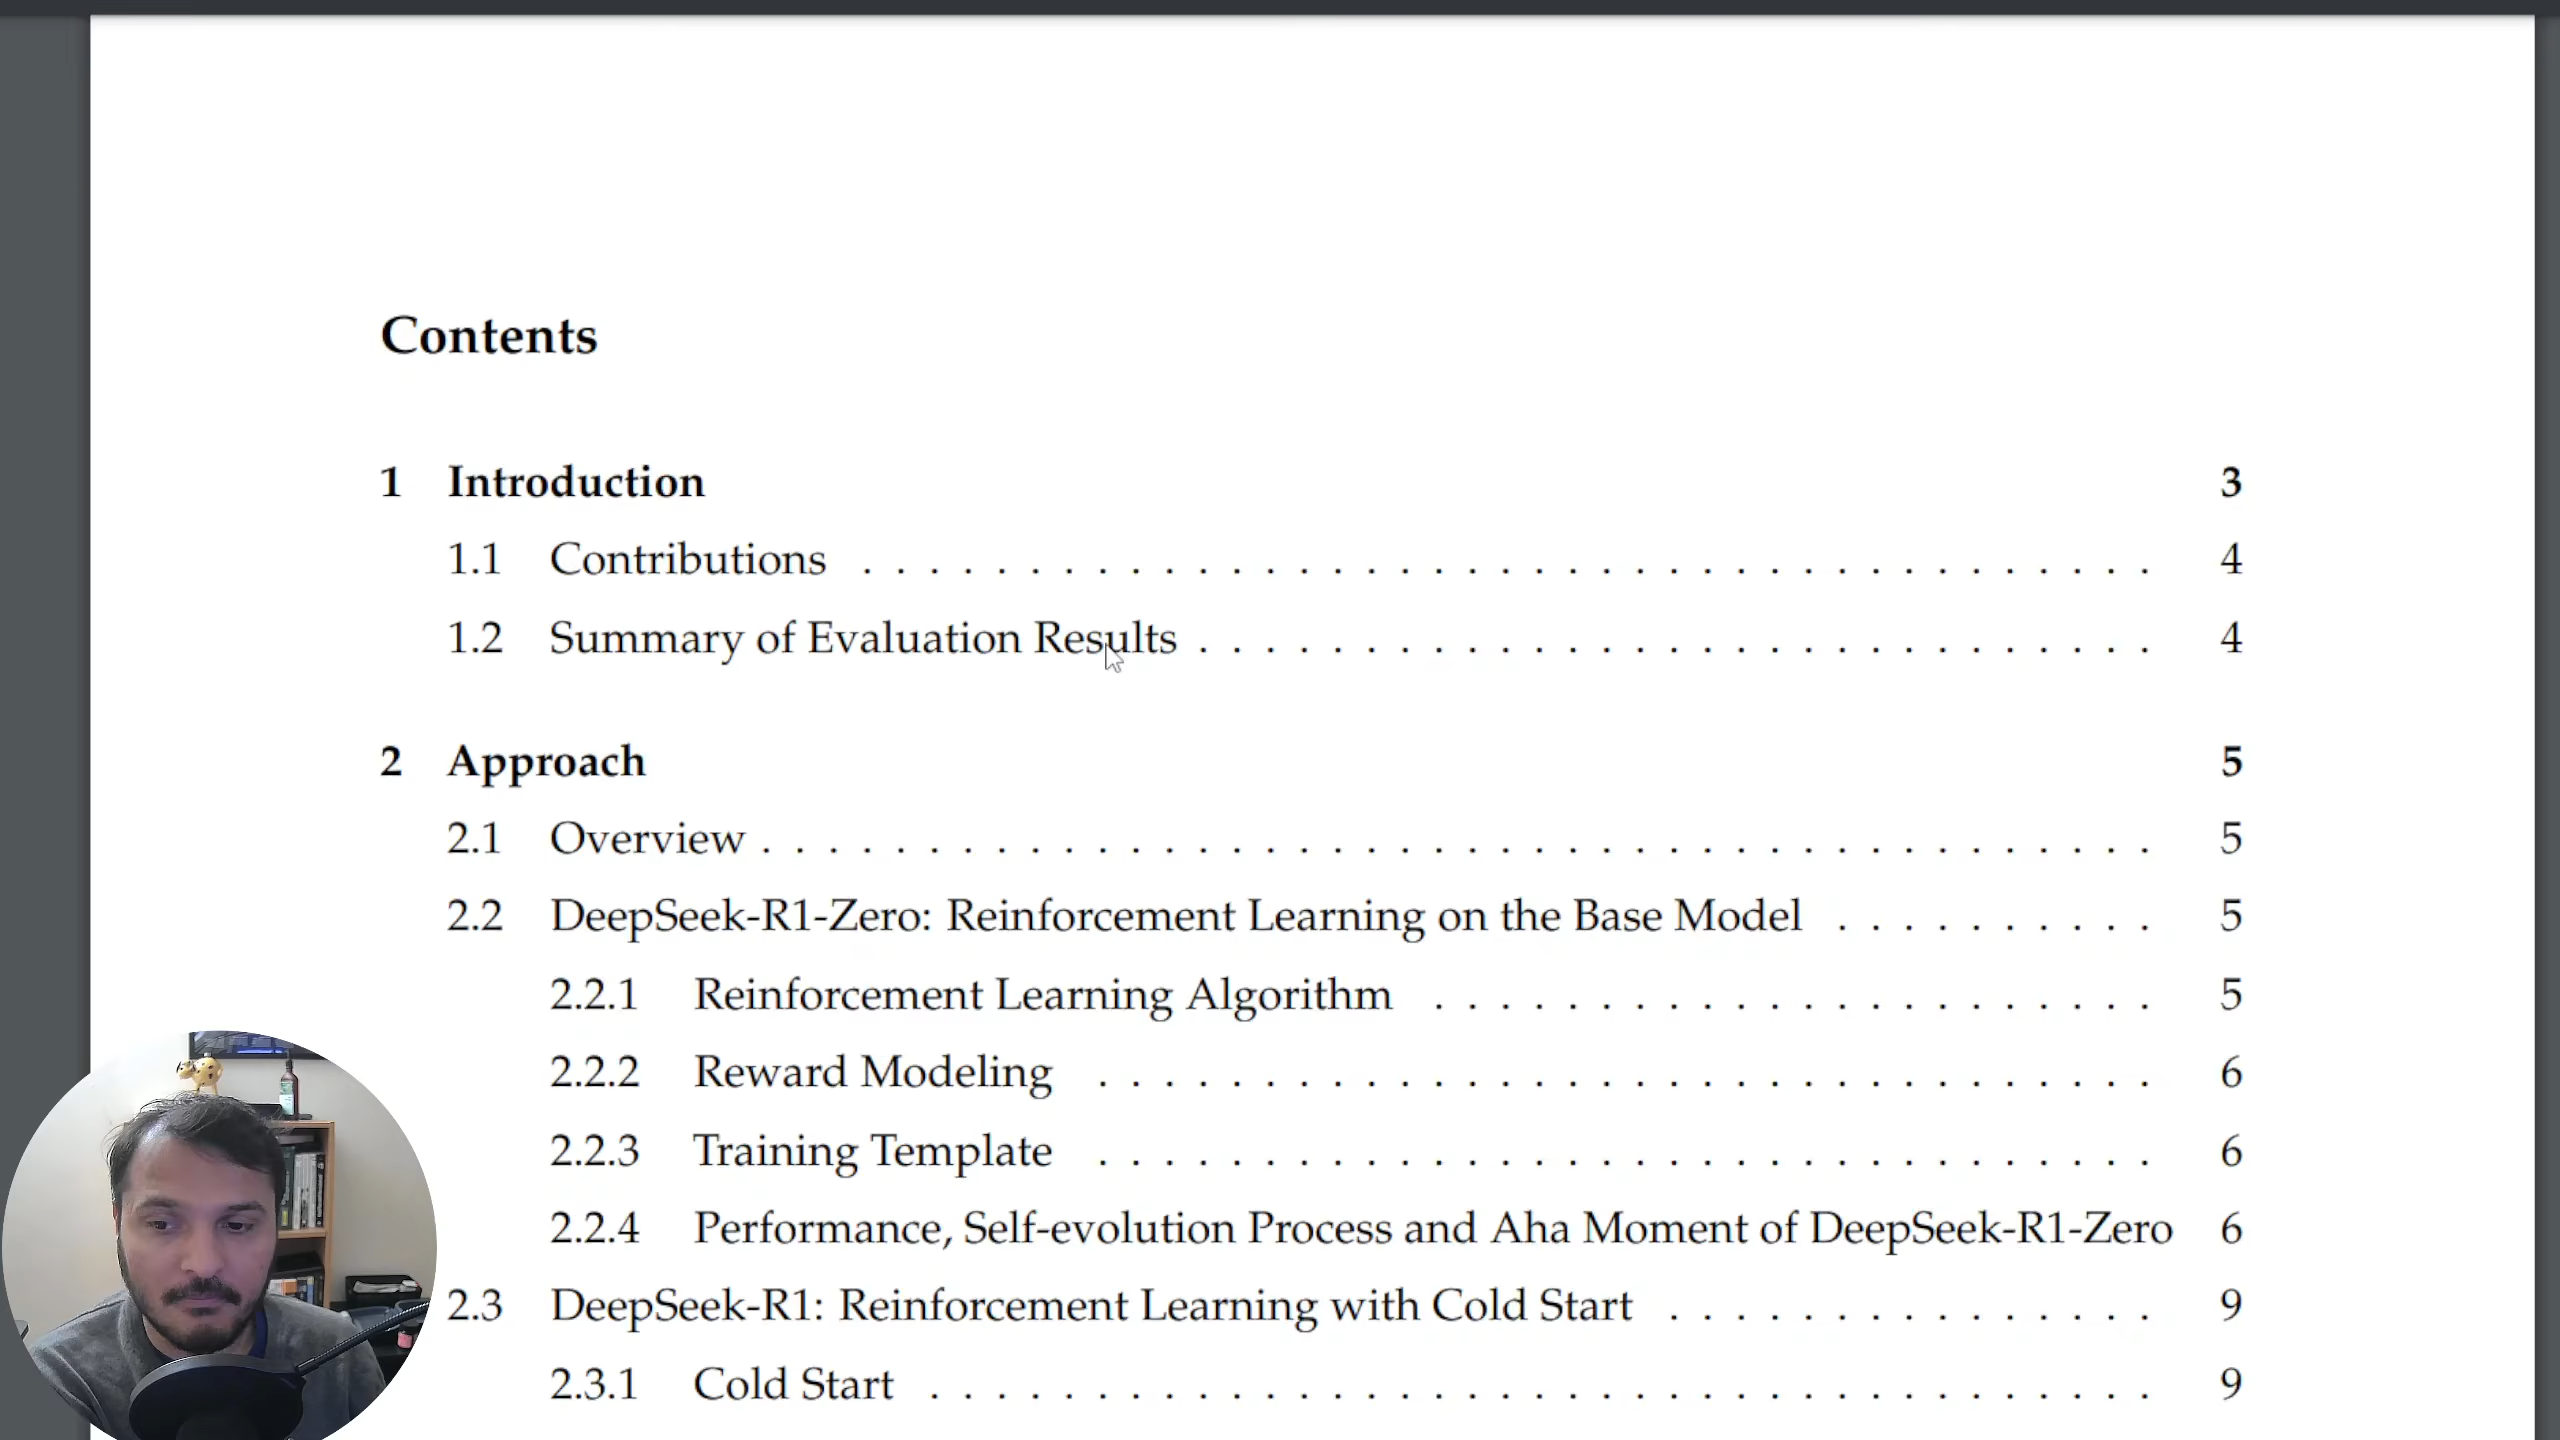 Contents
1 Introduction 3
1.1 Contributions . . . . . . . . . . . . . . . . . . . . . . . . . . . . . . . . . . . . . . . 4
1.2 Summary of Evaluation Results . . . . . . . . . . . . . . . . . . . . . . . . . . . . . 4
2 Approach 5
2.1 Overview . . . . . . . . . . . . . . . . . . . . . . . . . . . . . . . . . . . . . . . . . . 5
2.2 DeepSeek-R1-Zero: Reinforcement Learning on the Base Model . . . . . . . . . . 5
2.2.1 Reinforcement Learning Algorithm . . . . . . . . . . . . . . . . . . . . . . 5
2.2.2 Reward Modeling . . . . . . . . . . . . . . . . . . . . . . . . . . . . . . . . 6
2.2.3 Training Template . . . . . . . . . . . . . . . . . . . . . . . . . . . . . . . . 6
2.2.4 Performance, Self-evolution Process and Aha Moment of DeepSeek-R1-Zero 6
2.3 DeepSeek-R1: Reinforcement Learning with Cold Start . . . . . . . . . . . . . . . 9
2.3.1 Cold Start . . . . . . . . . . . . . . . . . . . . . . . . . . . . . . . . . . . . . 9